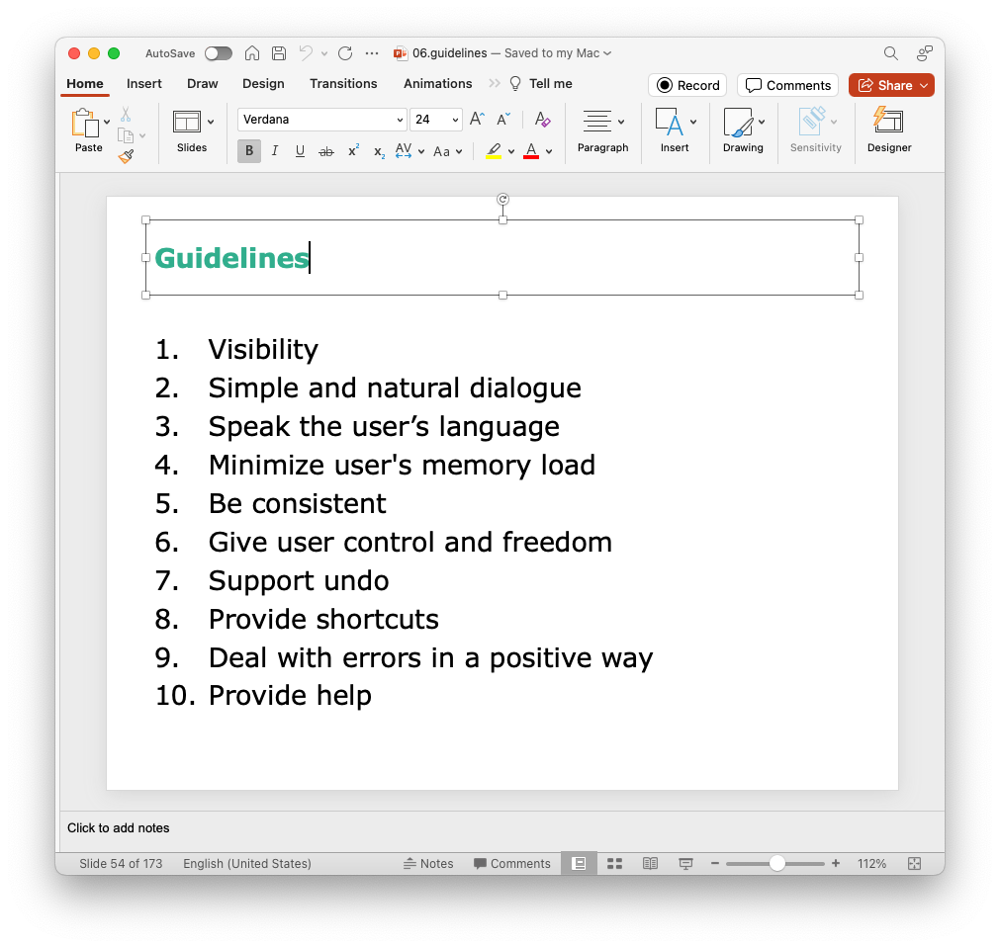 AutoSave 06.guidelines — Saved to my Mac
Home Insert Draw Design Transitions Animations Tell me Record Comments Share
Verdana 24
B I U ab x² x₂ AV Aa A
Paste Slides Paragraph Insert Drawing Sensitivity Designer
Guidelines
1. Visibility
2. Simple and natural dialogue
3. Speak the user’s language
4. Minimize user's memory load
5. Be consistent
6. Give user control and freedom
7. Support undo
8. Provide shortcuts
9. Deal with errors in a positive way
10. Provide help
Click to add notes
Slide 54 of 173 English (United States) Notes Comments 112%